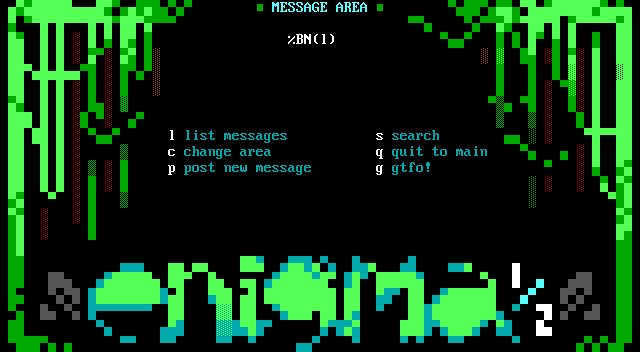 MESSAGE AREA
%BN(1)
l list messages s search
c change area q quit to main
p post new message g gtfo!
enigma 1/2